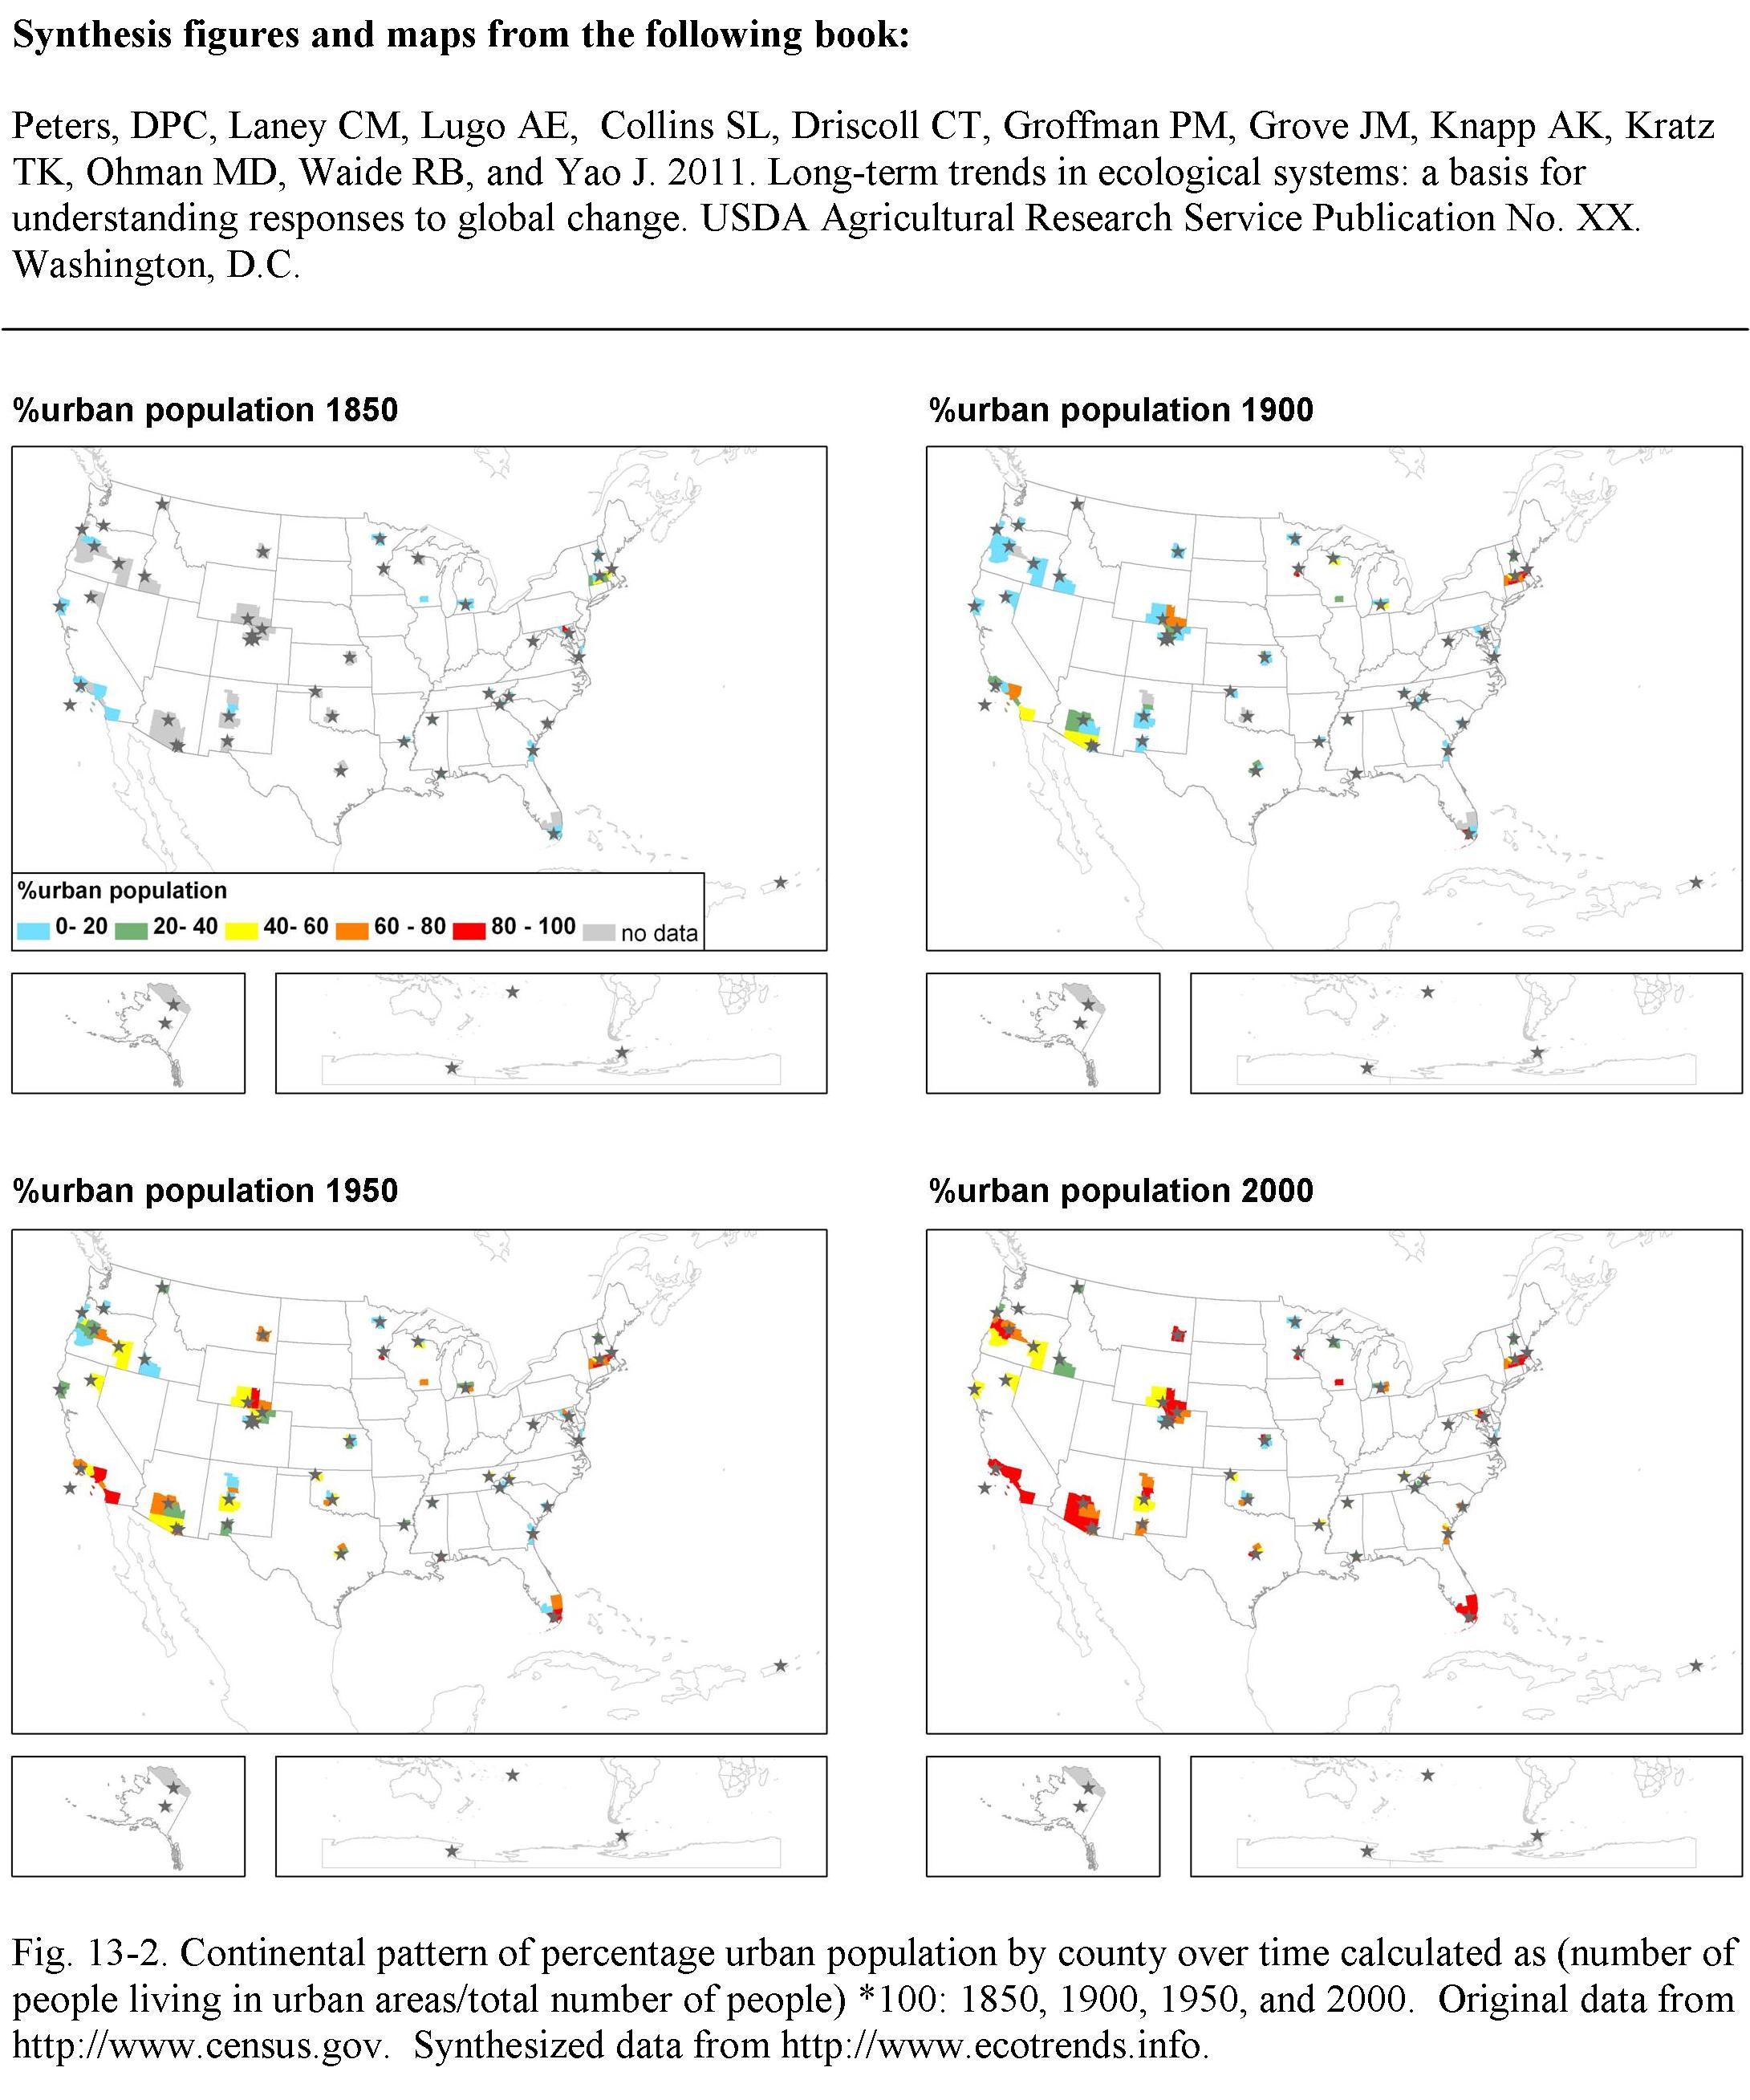 Synthesis figures and maps from the following book:
Peters, DPC, Laney CM, Lugo AE,  Collins SL, Driscoll CT, Groffman PM, Grove JM, Knapp AK, Kratz
TK, Ohman MD, Waide RB, and Yao J. 2011. Long-term trends in ecological systems: a basis for
understanding responses to global change. USDA Agricultural Research Service Publication No. XX.
Washington, D.C.
%urban population 1850
%urban population 1900
%urban population
0- 20
20- 40
40- 60
60 - 80
80 - 100
no data
%urban population 1950
%urban population 2000
Fig. 13-2. Continental pattern of percentage urban population by county over time calculated as (number of
people living in urban areas/total number of people) *100: 1850, 1900, 1950, and 2000.  Original data from
http://www.census.gov.  Synthesized data from http://www.ecotrends.info.